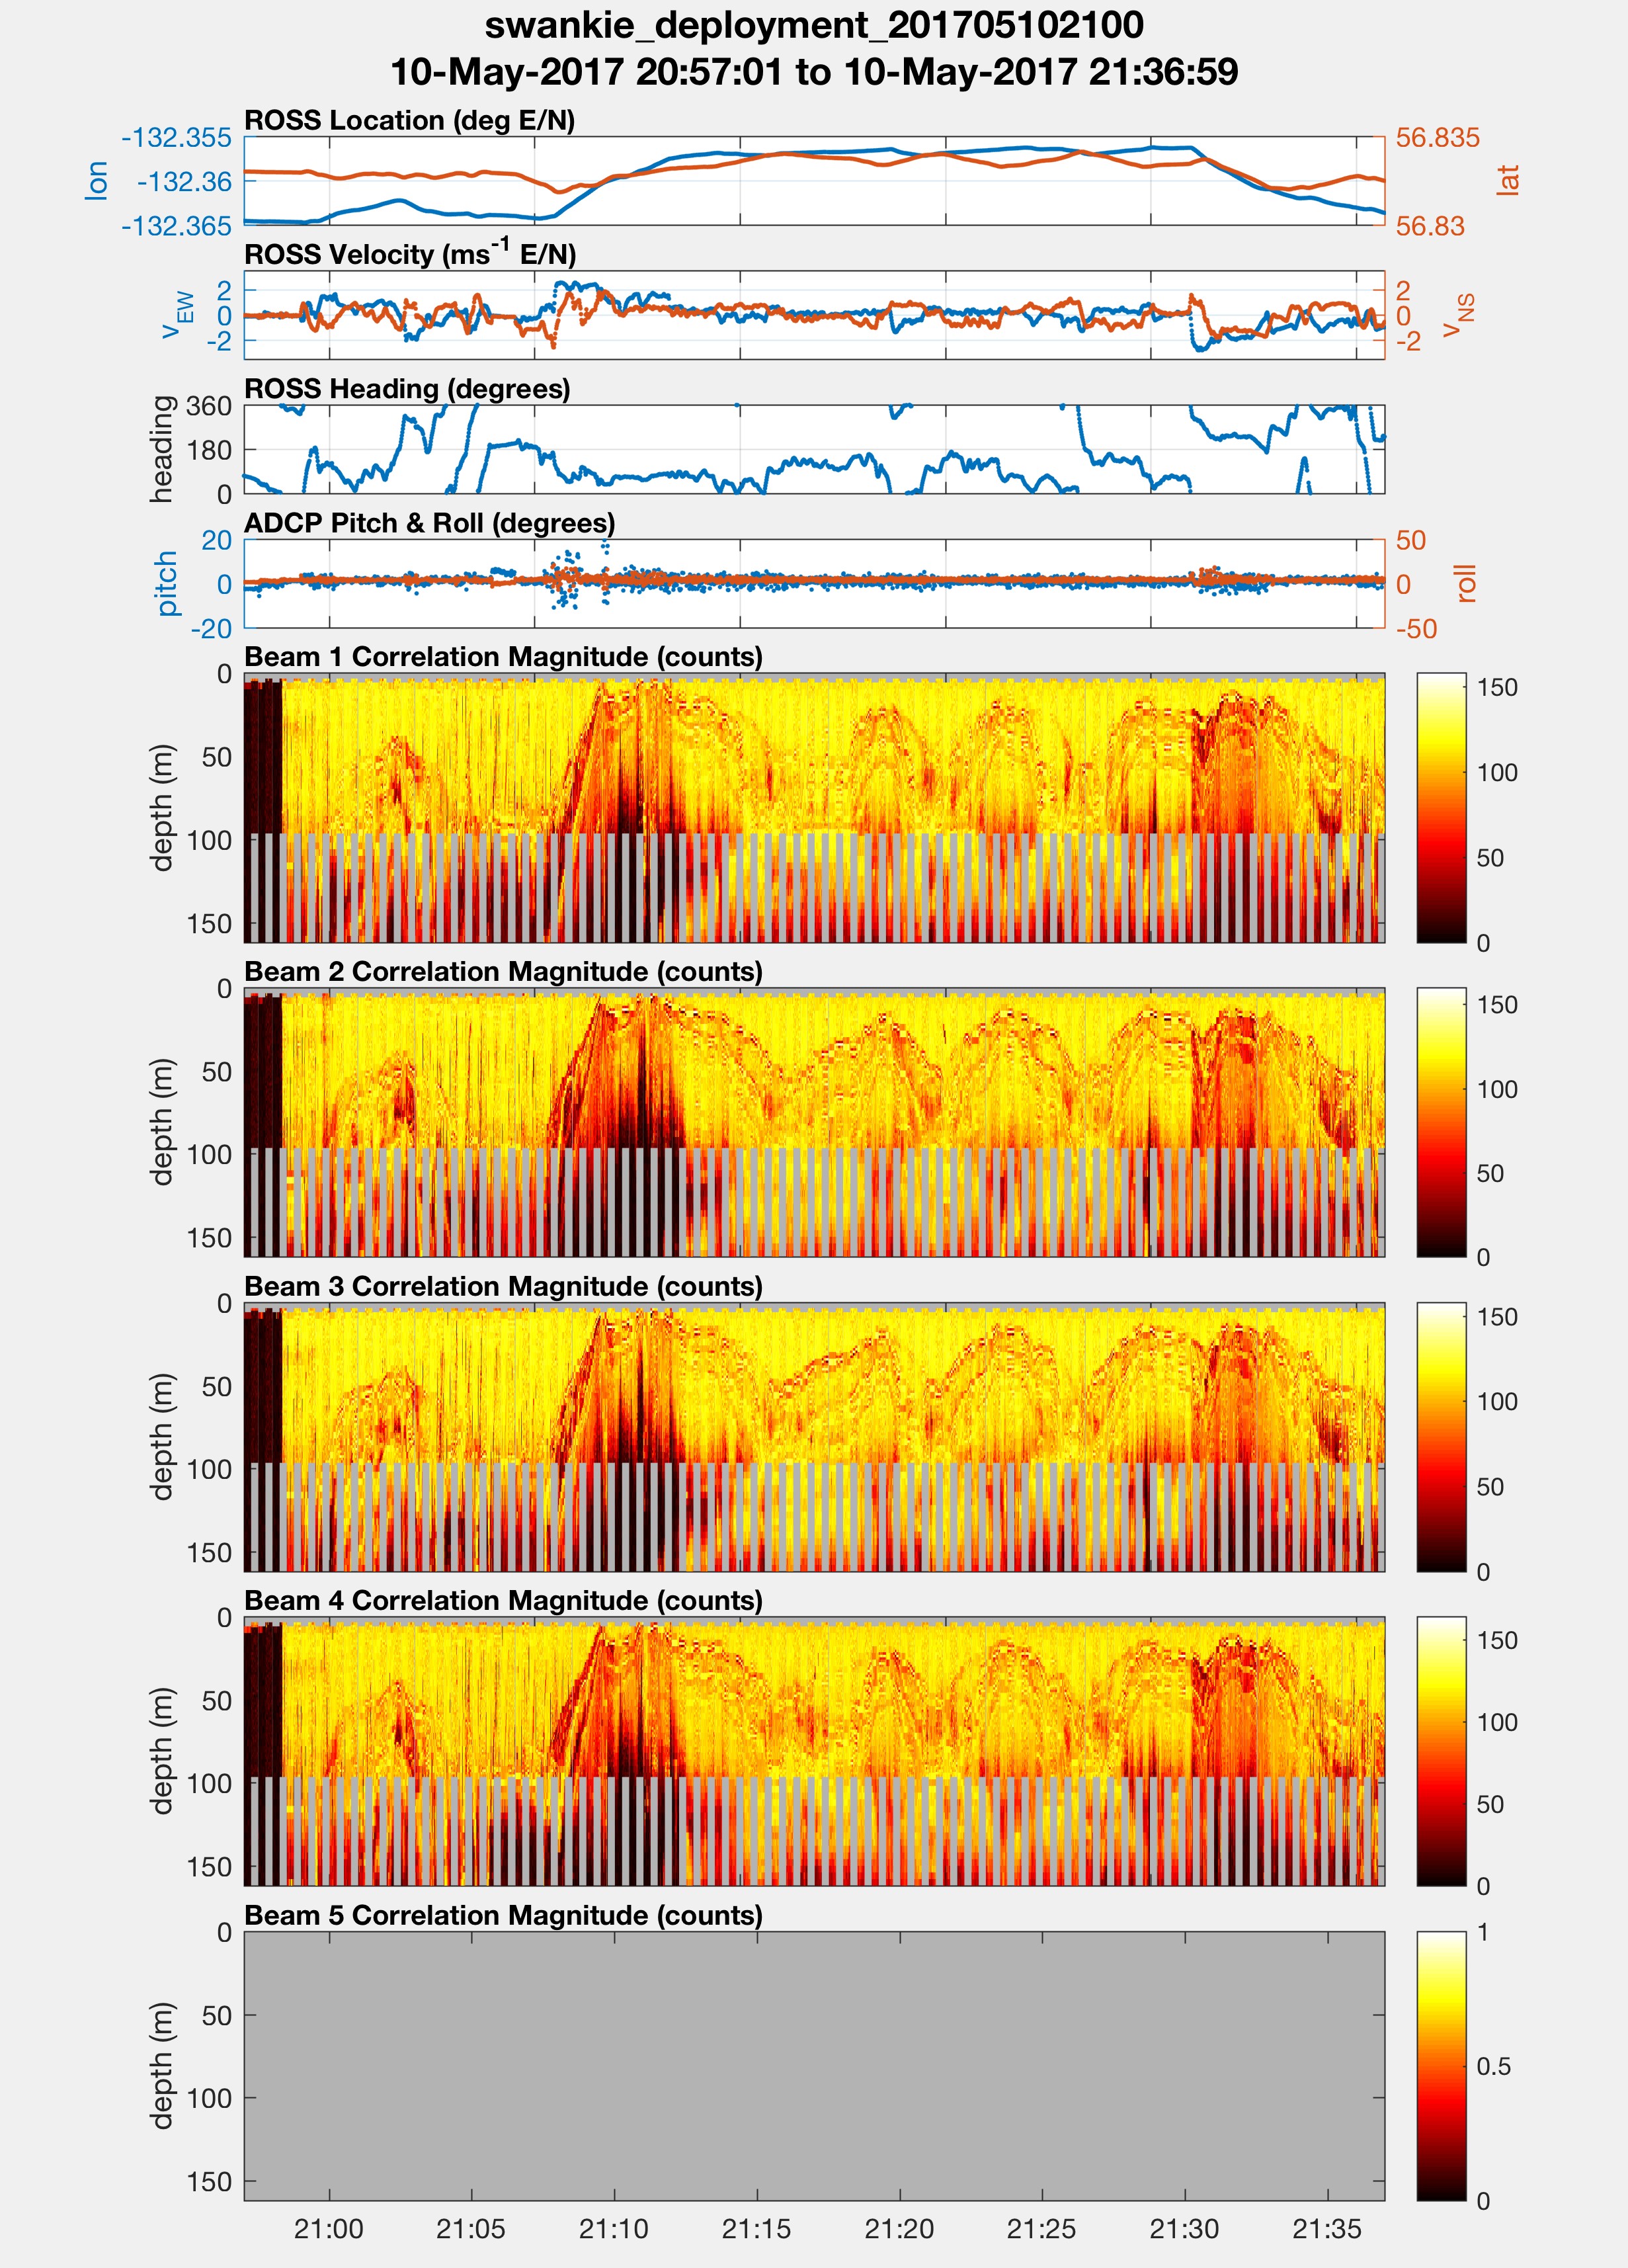 swankie_deployment_201705102100
10-May-2017 20:57:01 to 10-May-2017 21:36:59
ROSS Location (deg E/N)
-132.355
-132.36
-132.365
lon
56.835
56.83
lat
ROSS Velocity (ms-1 E/N)
2
0
-2
vEW
2
0
-2
vNS
ROSS Heading (degrees)
360
180
0
heading
ADCP Pitch & Roll (degrees)
20
0
-20
pitch
50
0
-50
roll
Beam 1 Correlation Magnitude (counts)
0
50
100
150
depth (m)
150
100
50
0
Beam 2 Correlation Magnitude (counts)
0
50
100
150
depth (m)
150
100
50
0
Beam 3 Correlation Magnitude (counts)
0
50
100
150
depth (m)
150
100
50
0
Beam 4 Correlation Magnitude (counts)
0
50
100
150
depth (m)
150
100
50
0
Beam 5 Correlation Magnitude (counts)
0
50
100
150
depth (m)
1
0.5
0
21:00 21:05 21:10 21:15 21:20 21:25 21:30 21:35